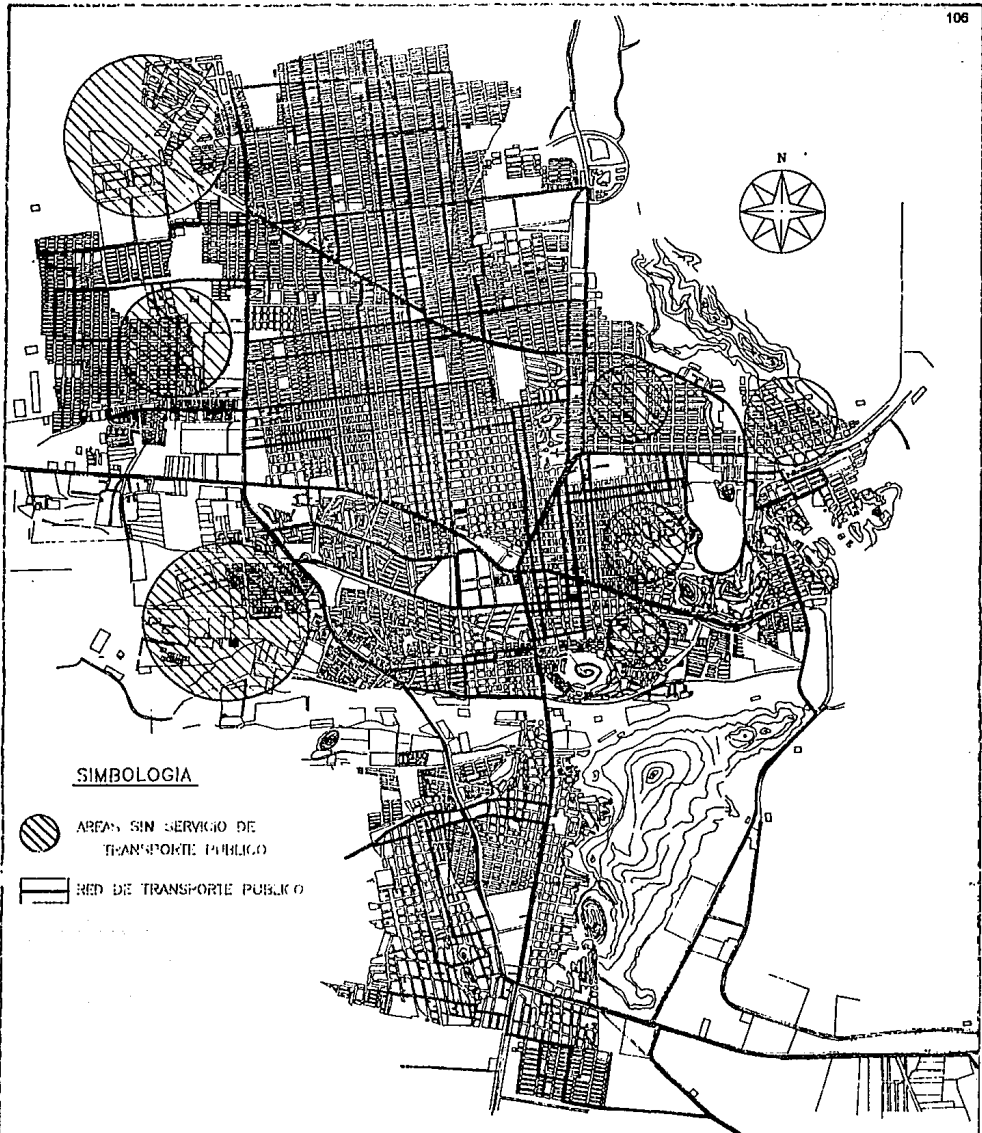 106
N
SIMBOLOGIA
AREAS SIN SERVICIO DE
TRANSPORTE PUBLICO
RED DE TRANSPORTE PUBLICO